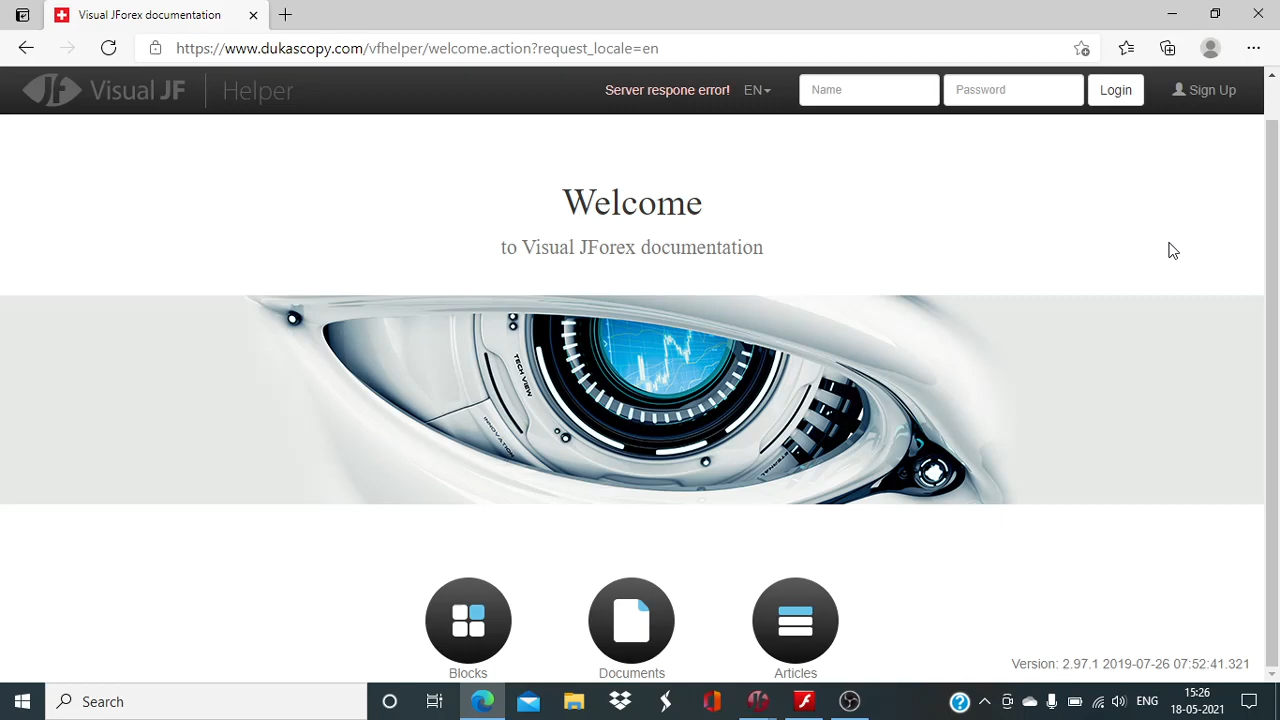 Visual JForex documentation
https://www.dukascopy.com/vfhelper/welcome.action?request_locale=en
Visual JF Helper
Server respone error! EN
Name
Password
Login
Sign Up
Welcome
to Visual JForex documentation
TECH VIEW
INNOVATION
Blocks
Documents
Articles
Version: 2.97.1 2019-07-26 07:52:41.321
Search
ENG
15:26
18-05-2021